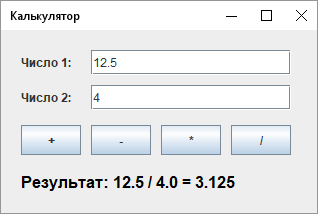 Калькулятор
Число 1: 12.5
Число 2: 4
+ - * /
Результат: 12.5 / 4.0 = 3.125